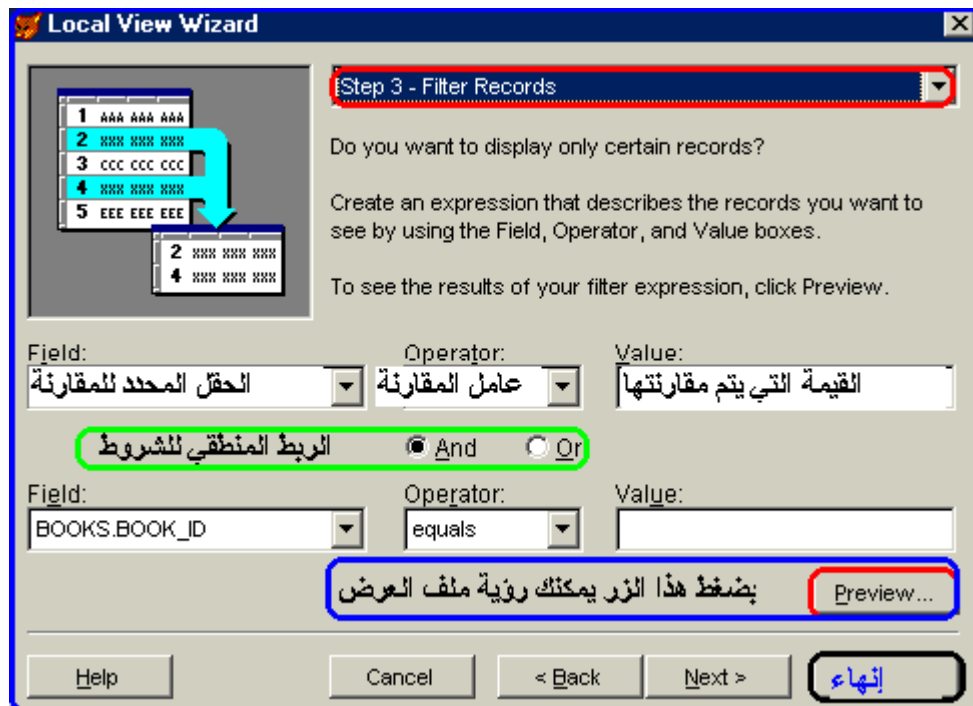 Local View Wizard
Step 3 - Filter Records
1 AAA AAA AAA
2 XXX XXX XXX
3 CCC CCC CCC
4 XXX XXX XXX
5 EEE EEE EEE
2 XXX XXX XXX
4 XXX XXX XXX
Do you want to display only certain records?
Create an expression that describes the records you want to
see by using the Field, Operator, and Value boxes.
To see the results of your filter expression, click Preview.
Field: Operator: Value:
الحقل المحدد للمقارنة عامل المقارنة القيمة التي يتم مقارنتها
الربط المنطقي للشروط And Or
Field: Operator: Value:
BOOKS.BOOK_ID equals
بضغط هذا الزر يمكنك رؤية ملف العرض Preview...
Help Cancel < Back Next > إنهاء